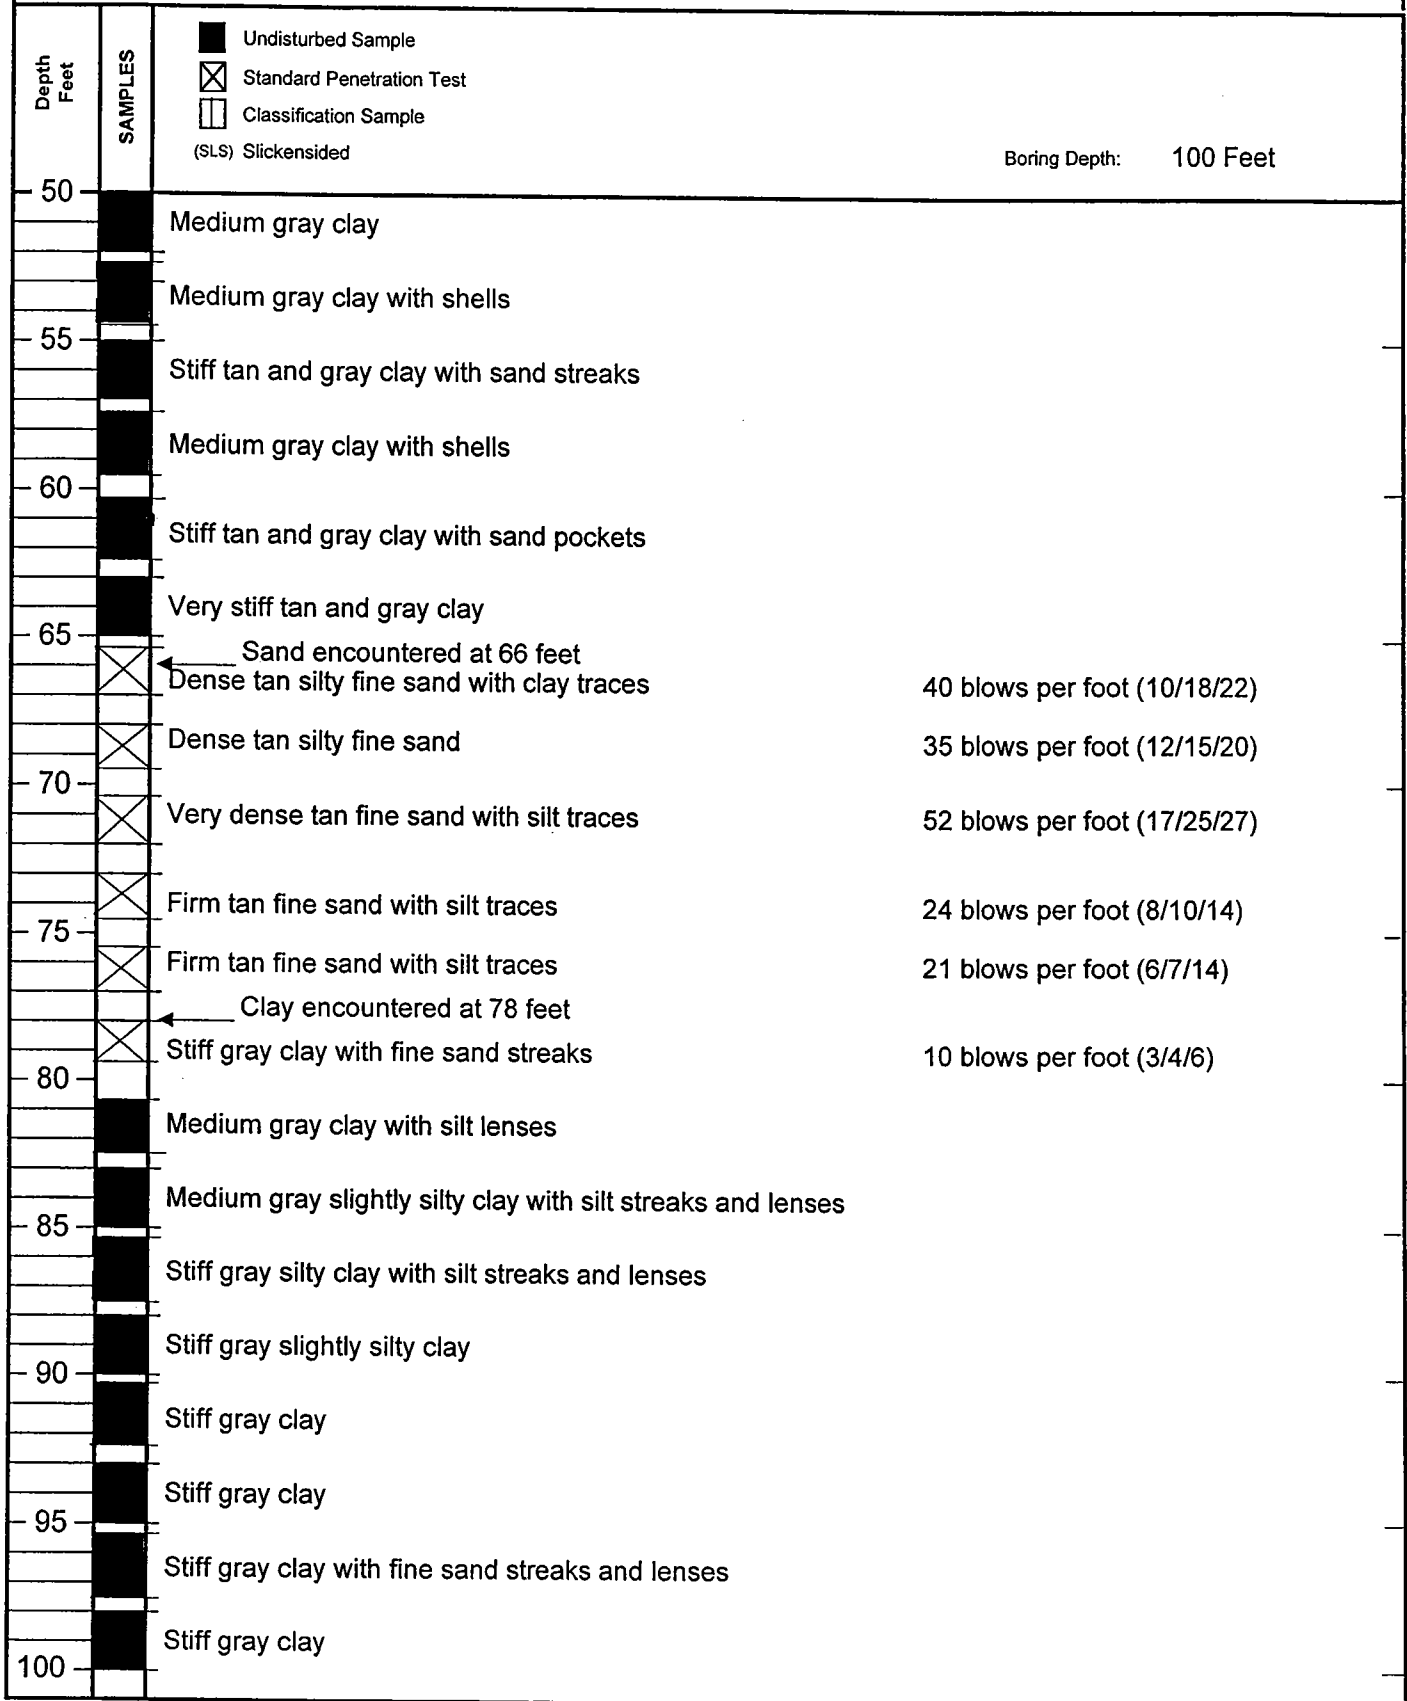 Depth
Feet
SAMPLES
Undisturbed Sample
Standard Penetration Test
Classification Sample
(SLS) Slickensided
Boring Depth: 100 Feet
50
Medium gray clay
Medium gray clay with shells
55
Stiff tan and gray clay with sand streaks
Medium gray clay with shells
60
Stiff tan and gray clay with sand pockets
Very stiff tan and gray clay
65
Sand encountered at 66 feet
Dense tan silty fine sand with clay traces 40 blows per foot (10/18/22)
Dense tan silty fine sand 35 blows per foot (12/15/20)
70
Very dense tan fine sand with silt traces 52 blows per foot (17/25/27)
Firm tan fine sand with silt traces 24 blows per foot (8/10/14)
75
Firm tan fine sand with silt traces 21 blows per foot (6/7/14)
Clay encountered at 78 feet
Stiff gray clay with fine sand streaks 10 blows per foot (3/4/6)
80
Medium gray clay with silt lenses
Medium gray slightly silty clay with silt streaks and lenses
85
Stiff gray silty clay with silt streaks and lenses
Stiff gray slightly silty clay
90
Stiff gray clay
Stiff gray clay
95
Stiff gray clay with fine sand streaks and lenses
Stiff gray clay
100